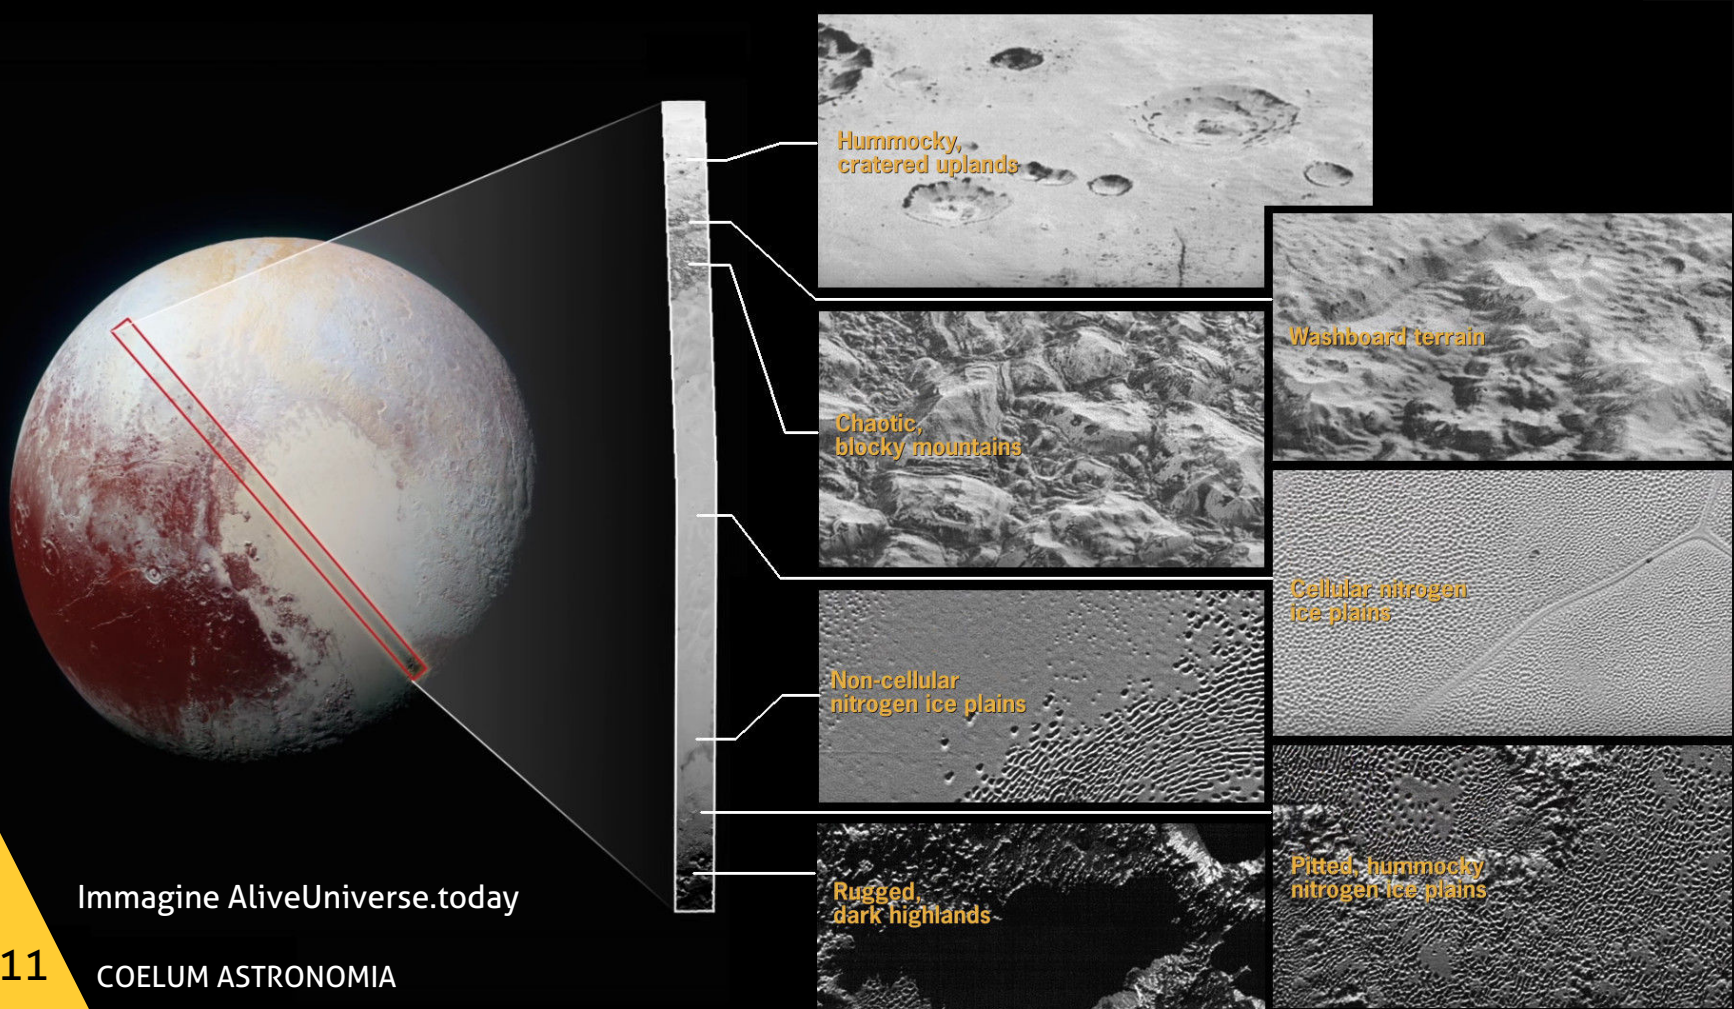 Hummocky,
cratered uplands
Washboard terrain
Chaotic,
blocky mountains
Cellular nitrogen
ice plains
Non-cellular
nitrogen ice plains
Pitted, hummocky
nitrogen ice plains
Rugged,
dark highlands
Immagine AliveUniverse.today
11
COELUM ASTRONOMIA